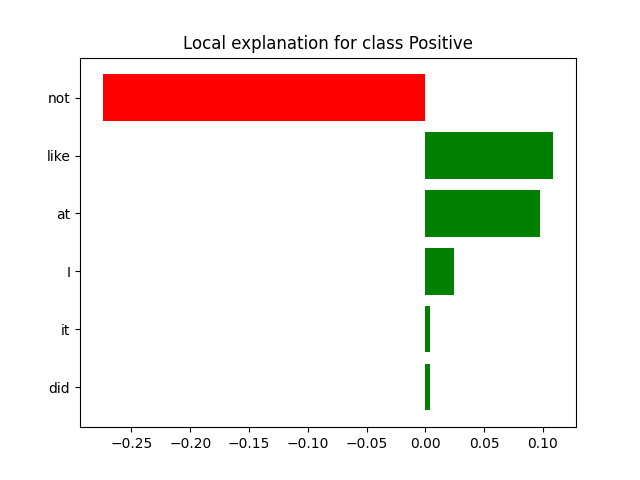 Local explanation for class Positive
not
like
at
I
it
did
−0.25 −0.20 −0.15 −0.10 −0.05 0.00 0.05 0.10